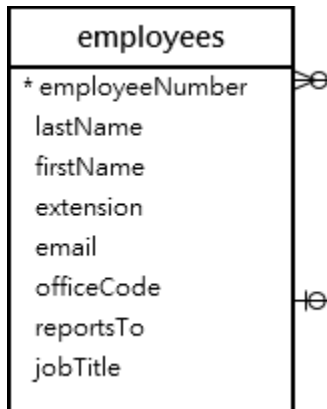 employees
* employeeNumber
lastName
firstName
extension
email
officeCode
reportsTo
jobTitle